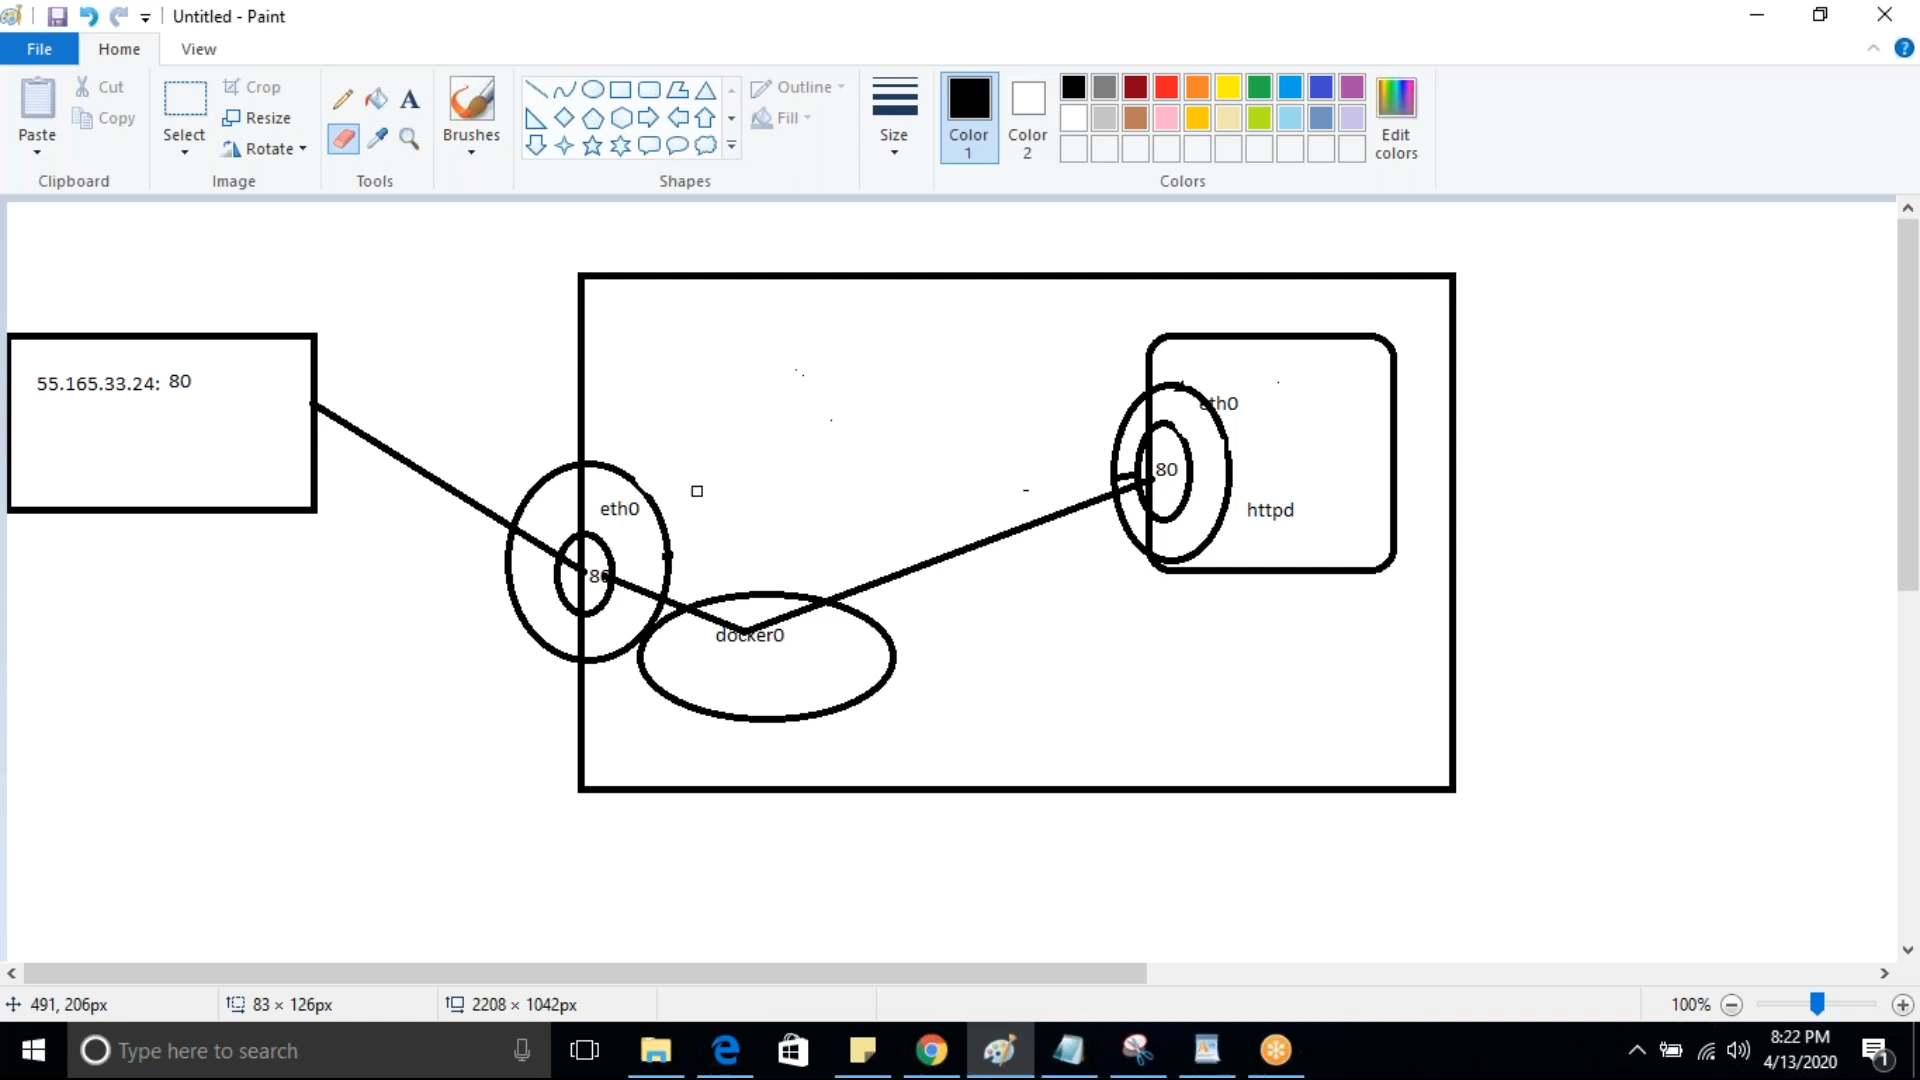 Untitled - Paint
File
Home
View
Paste
Cut
Copy
Clipboard
Select
Crop
Resize
Rotate
Image
A
Tools
Brushes
Shapes
Outline
Fill
Size
Color 1
Color 2
Edit colors
Colors
55.165.33.24: 80
eth0
80
docker0
eth0
80
httpd
491, 206px
83 × 126px
2208 × 1042px
100%
Type here to search
8:22 PM
4/13/2020
1